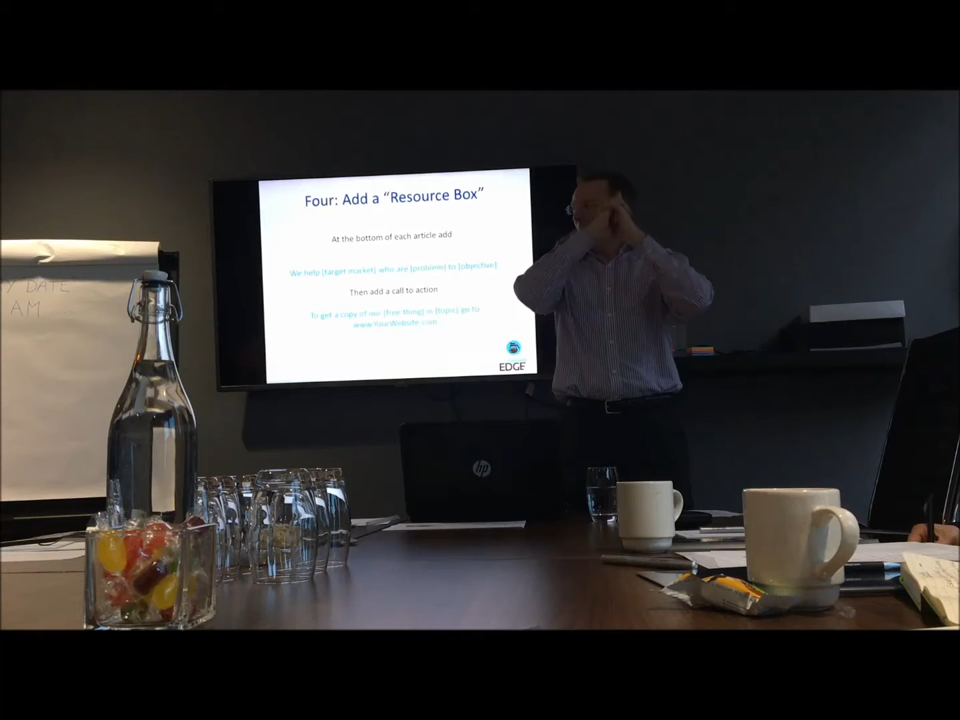 Four: Add a “Resource Box”
At the bottom of each article add
We help [target market] who are [problem] to [objective]
Then add a call to action
To get a copy of our [free thing] in [topic] go to
www.YourWebsite.com
EDGE
Y DATE
AM
hp